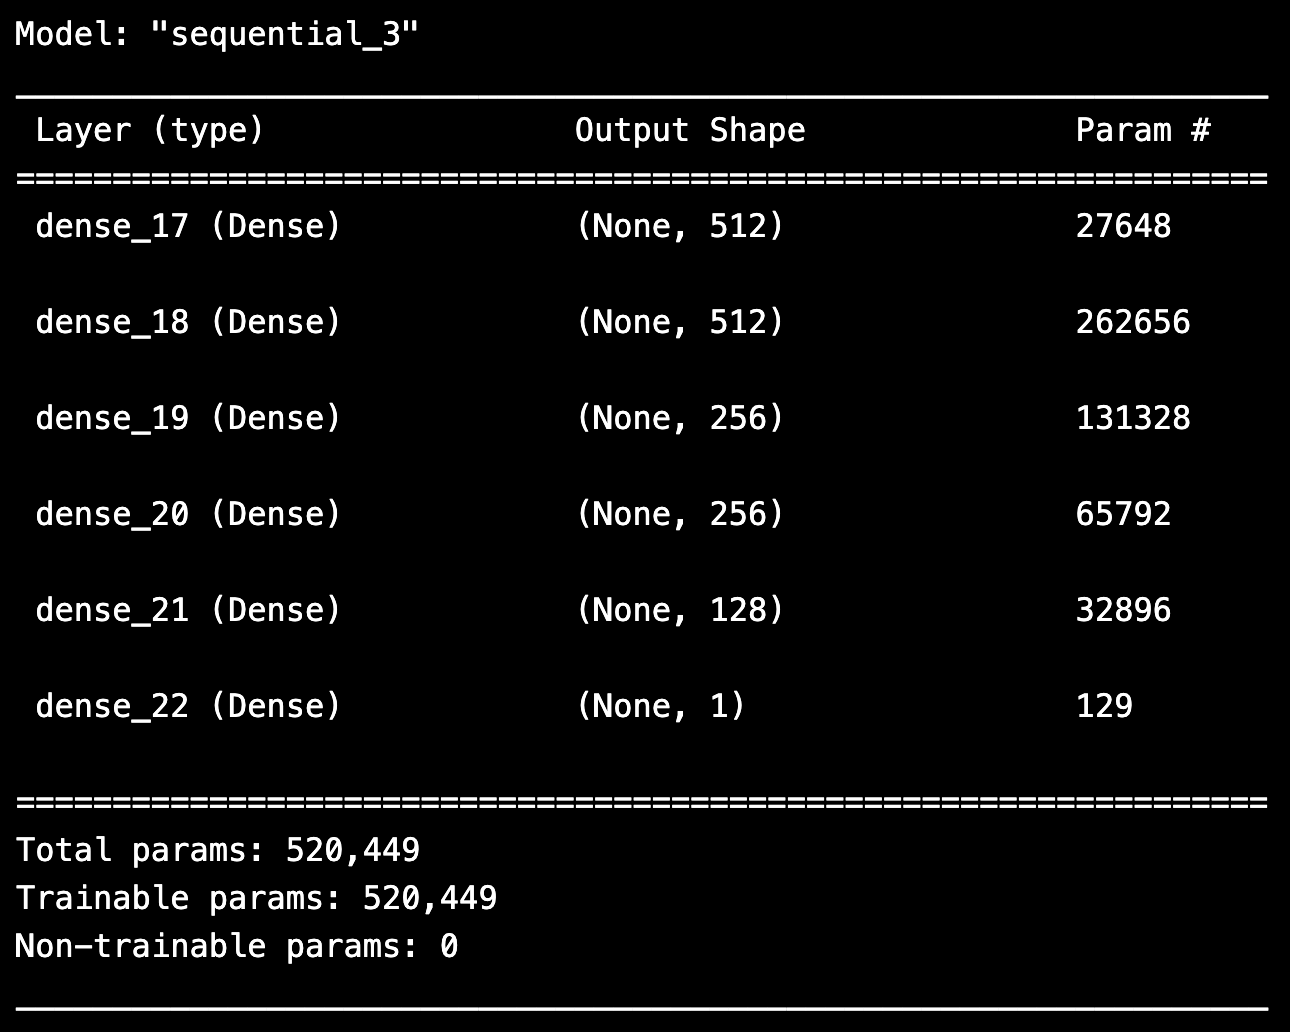 Model: "sequential_3"
Layer (type) Output Shape Param #
dense_17 (Dense) (None, 512) 27648
dense_18 (Dense) (None, 512) 262656
dense_19 (Dense) (None, 256) 131328
dense_20 (Dense) (None, 256) 65792
dense_21 (Dense) (None, 128) 32896
dense_22 (Dense) (None, 1) 129
Total params: 520,449
Trainable params: 520,449
Non-trainable params: 0